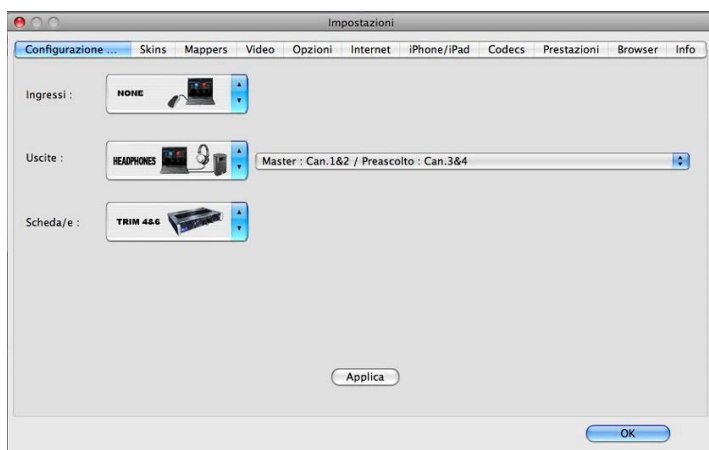 Impostazioni
Configurazione ... Skins Mappers Video Opzioni Internet iPhone/iPad Codecs Prestazioni Browser Info
Ingressi : NONE
Uscite : HEADPHONES Master : Can.1&2 / Preascolto : Can.3&4
Scheda/e : TRIM 4&6
Applica
OK